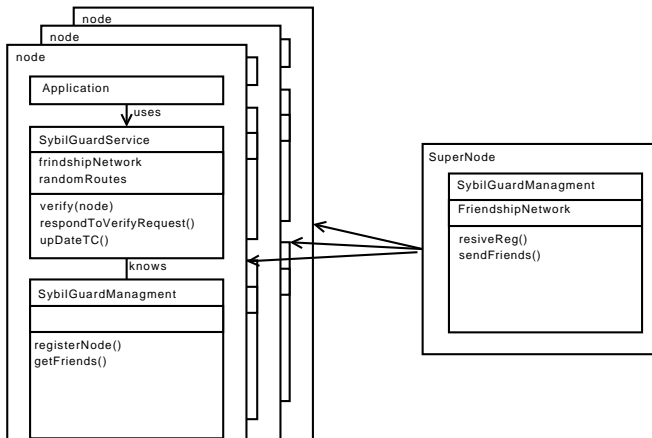 node
node
node
Application
uses
SybilGuardService
frindshipNetwork
randomRoutes
verify(node)
respondToVerifyRequest()
upDateTC()
knows
SybilGuardManagment
registerNode()
getFriends()
SuperNode
SybilGuardManagment
FriendshipNetwork
resiveReg()
sendFriends()